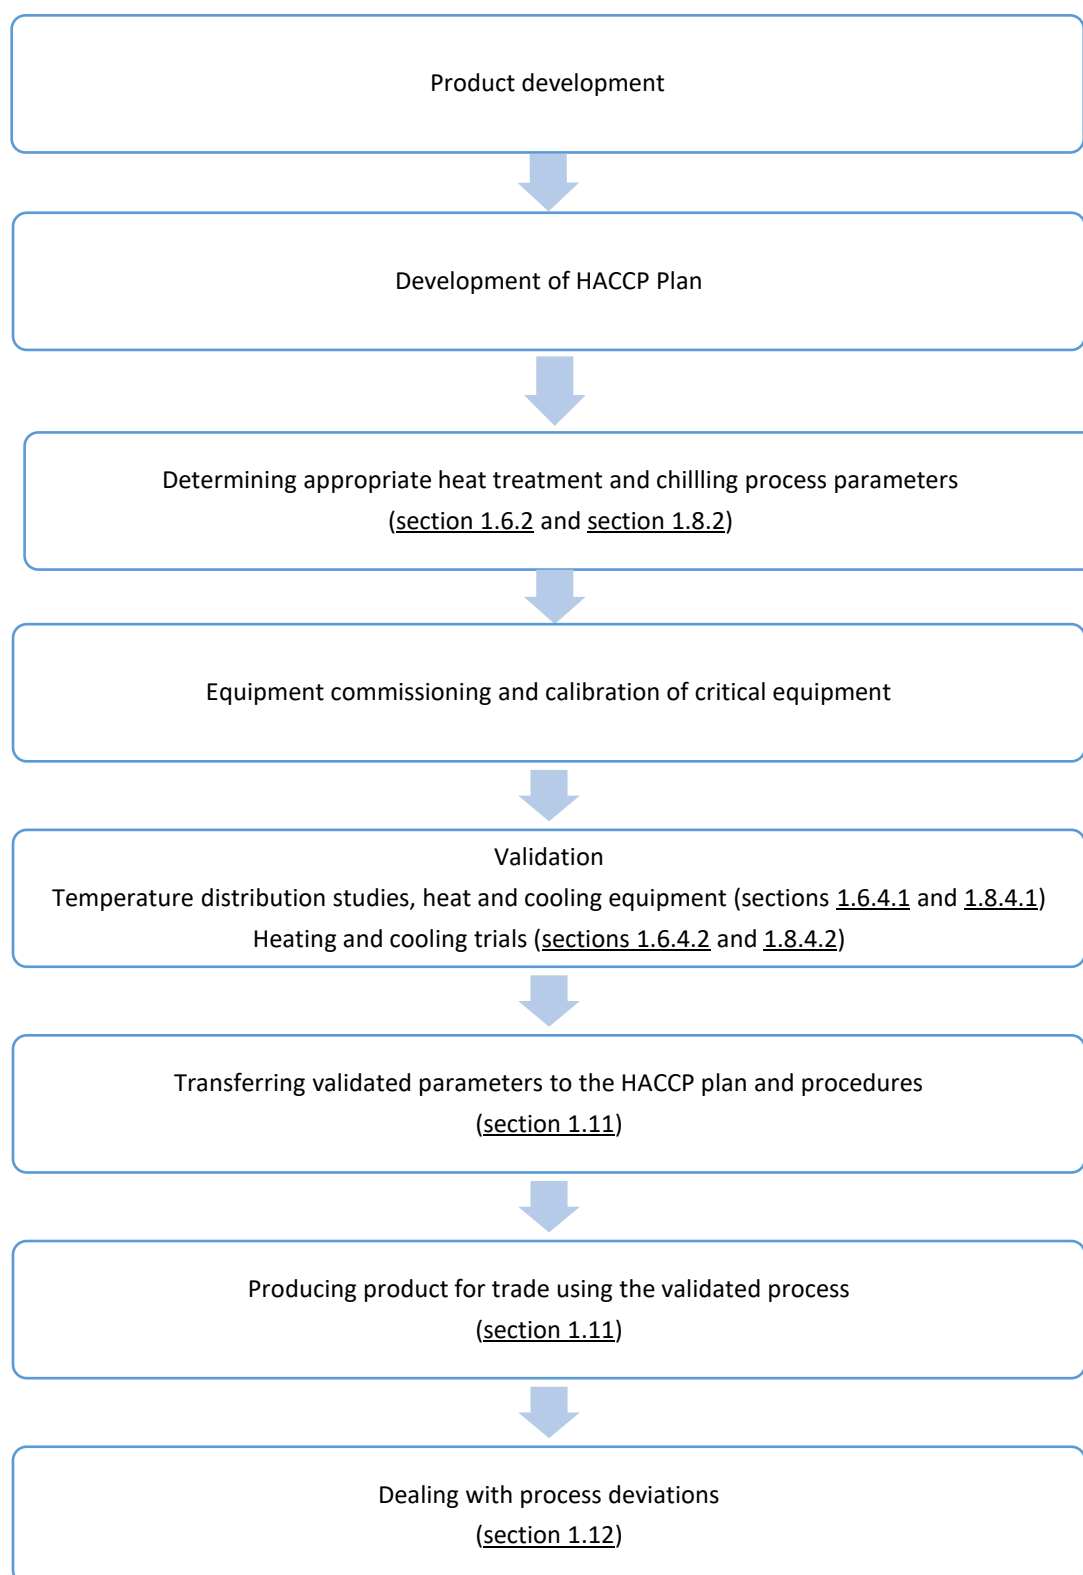 Product development
Development of HACCP Plan
Determining appropriate heat treatment and chillling process parameters
(section 1.6.2 and section 1.8.2)
Equipment commissioning and calibration of critical equipment
Validation
Temperature distribution studies, heat and cooling equipment (sections 1.6.4.1 and 1.8.4.1)
Heating and cooling trials (sections 1.6.4.2 and 1.8.4.2)
Transferring validated parameters to the HACCP plan and procedures
(section 1.11)
Producing product for trade using the validated process
(section 1.11)
Dealing with process deviations
(section 1.12)